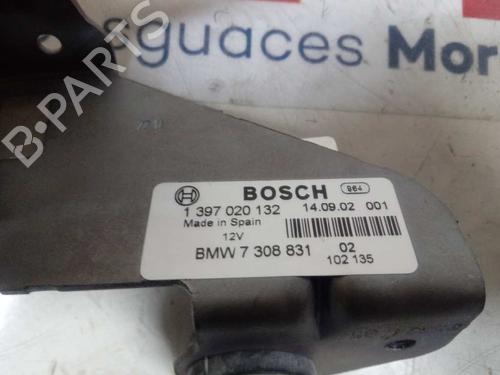 sguaces Mor
B-PARTS
BOSCH 964
1 397 020 132 14.09.02 001
Made in Spain
12V
BMW 7 308 831 02
102 135